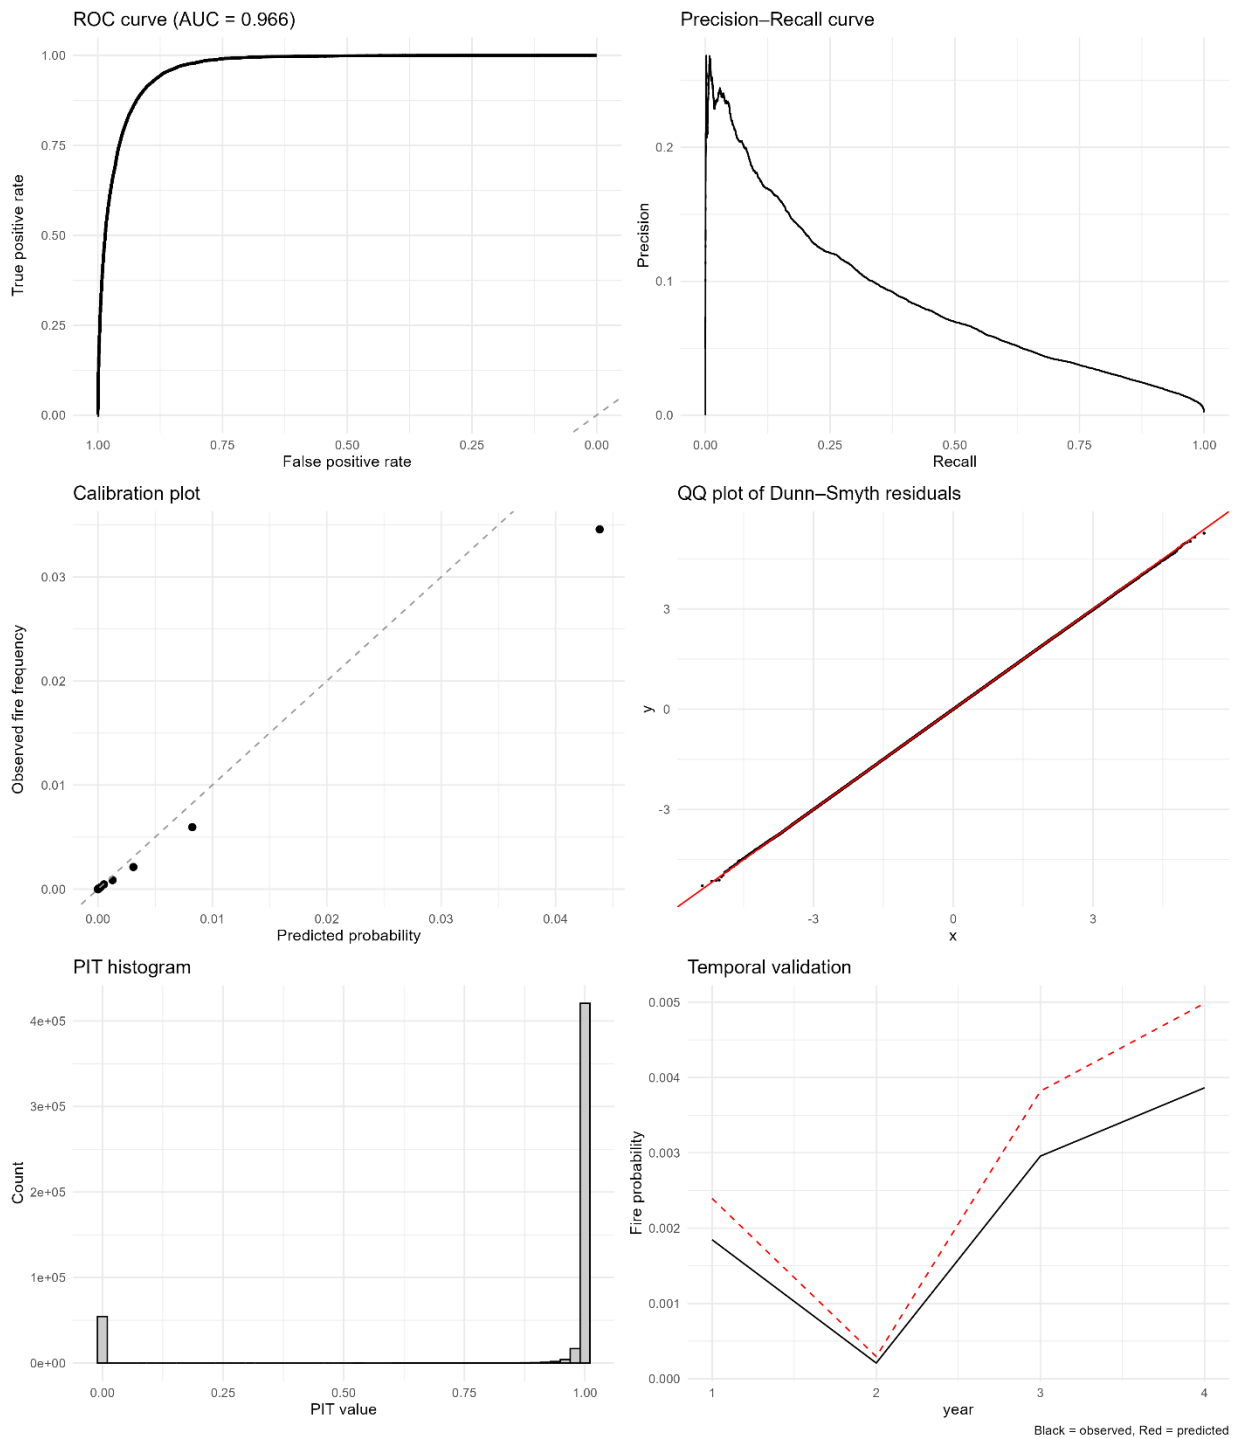 ROC curve (AUC = 0.966)
True positive rate
1.00
0.75
0.50
0.25
0.00
1.00 0.75 0.50 0.25 0.00
False positive rate
Precision–Recall curve
Precision
0.2
0.1
0.0
0.00 0.25 0.50 0.75 1.00
Recall
Calibration plot
Observed fire frequency
0.03
0.02
0.01
0.00
0.00 0.01 0.02 0.03 0.04
Predicted probability
QQ plot of Dunn–Smyth residuals
y
3
0
-3
-3 0 3
x
PIT histogram
Count
4e+05
3e+05
2e+05
1e+05
0e+00
0.00 0.25 0.50 0.75 1.00
PIT value
Temporal validation
Fire probability
0.005
0.004
0.003
0.002
0.001
0.000
1 2 3 4
year
Black = observed, Red = predicted